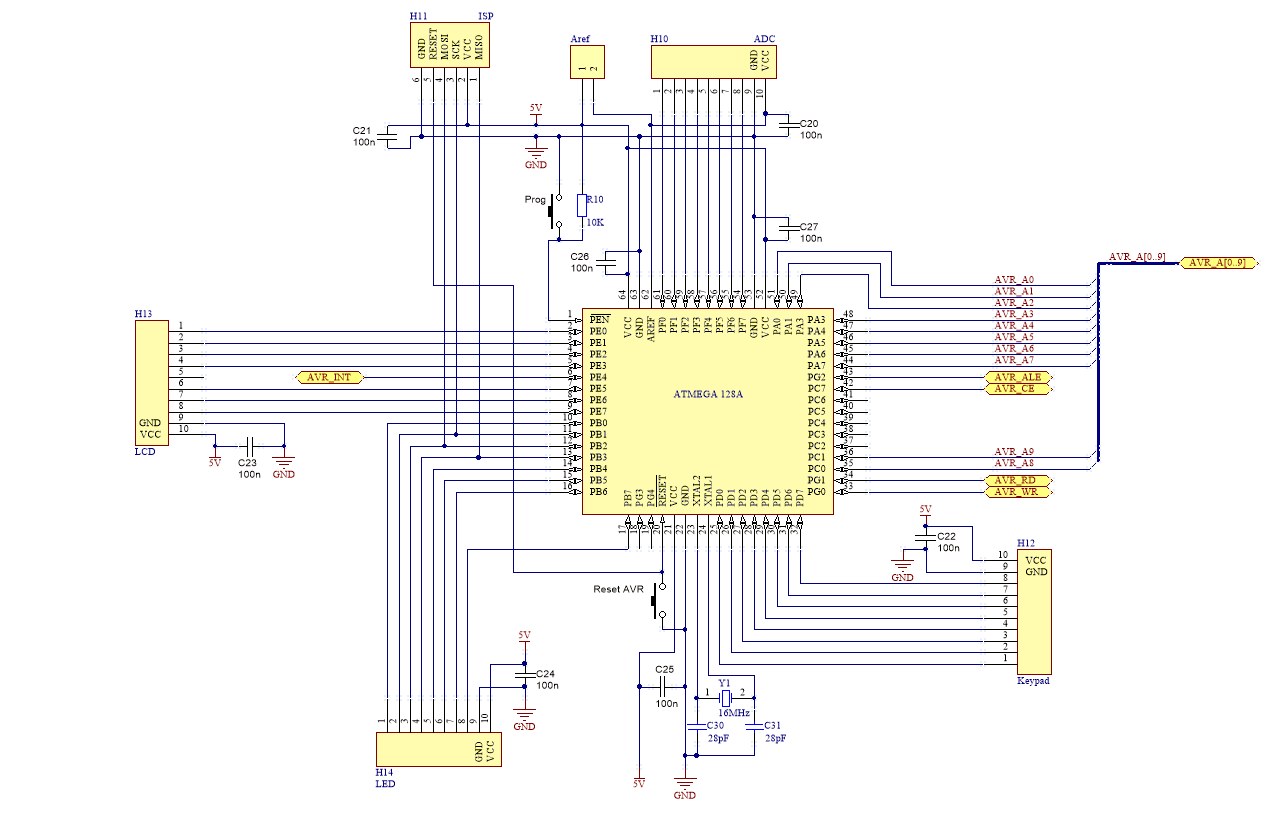 H11 ISP
GND
RESET
MOSI
SCK
VCC
MISO
6 5 4 3 2 1
Aref
1 2
H10 ADC
GND
VCC
1 2 3 4 5 6 7 8 9 10
5V
C21
100n
GND
C20
100n
Prog
R10
10K
C26
100n
C27
100n
64 63 62 61 60 59 58 57 56 55 54 53 52 51 50 49
VCC
GND
AREF
PF0
PF1
PF2
PF3
PF4
PF5
PF6
PF7
GND
VCC
PA0
PA1
PA3
AVR_A[0..9]
AVR_A[0..9]
AVR_A0
AVR_A1
AVR_A2
AVR_A3
AVR_A4
AVR_A5
AVR_A6
AVR_A7
AVR_ALE
AVR_CE
AVR_A9
AVR_A8
AVR_RD
AVR_WR
H13
1
2
3
4
5
6
7
8
GND 9
VCC 10
LCD
AVR_INT
5V
C23
100n
GND
1 PEN
2 PE0
3 PE1
4 PE2
5 PE3
6 PE4
7 PE5
8 PE6
9 PE7
10 PB0
11 PB1
12 PB2
13 PB3
14 PB4
15 PB5
16 PB6
ATMEGA 128A
PA3 48
PA4 47
PA5 46
PA6 45
PA7 44
PG2 43
PC7 42
PC6 41
PC5 40
PC4 39
PC3 38
PC2 37
PC1 36
PC0 35
PG1 34
PG0 33
PB7
PG3
PG4
RESET
VCC
GND
XTAL2
XTAL1
PD0
PD1
PD2
PD3
PD4
PD5
PD6
PD7
17 18 19 20 21 22 23 24 25 26 27 28 29 30 31 32
5V
C22
100n
GND
H12
10 VCC
9 GND
8
7
6
5
4
3
2
1
Keypad
Reset AVR
5V
C24
100n
GND
C25
100n
Y1
1 2
16MHz
C30
28pF
C31
28pF
5V
GND
1 2 3 4 5 6 7 8 9 10
GND
VCC
H14
LED